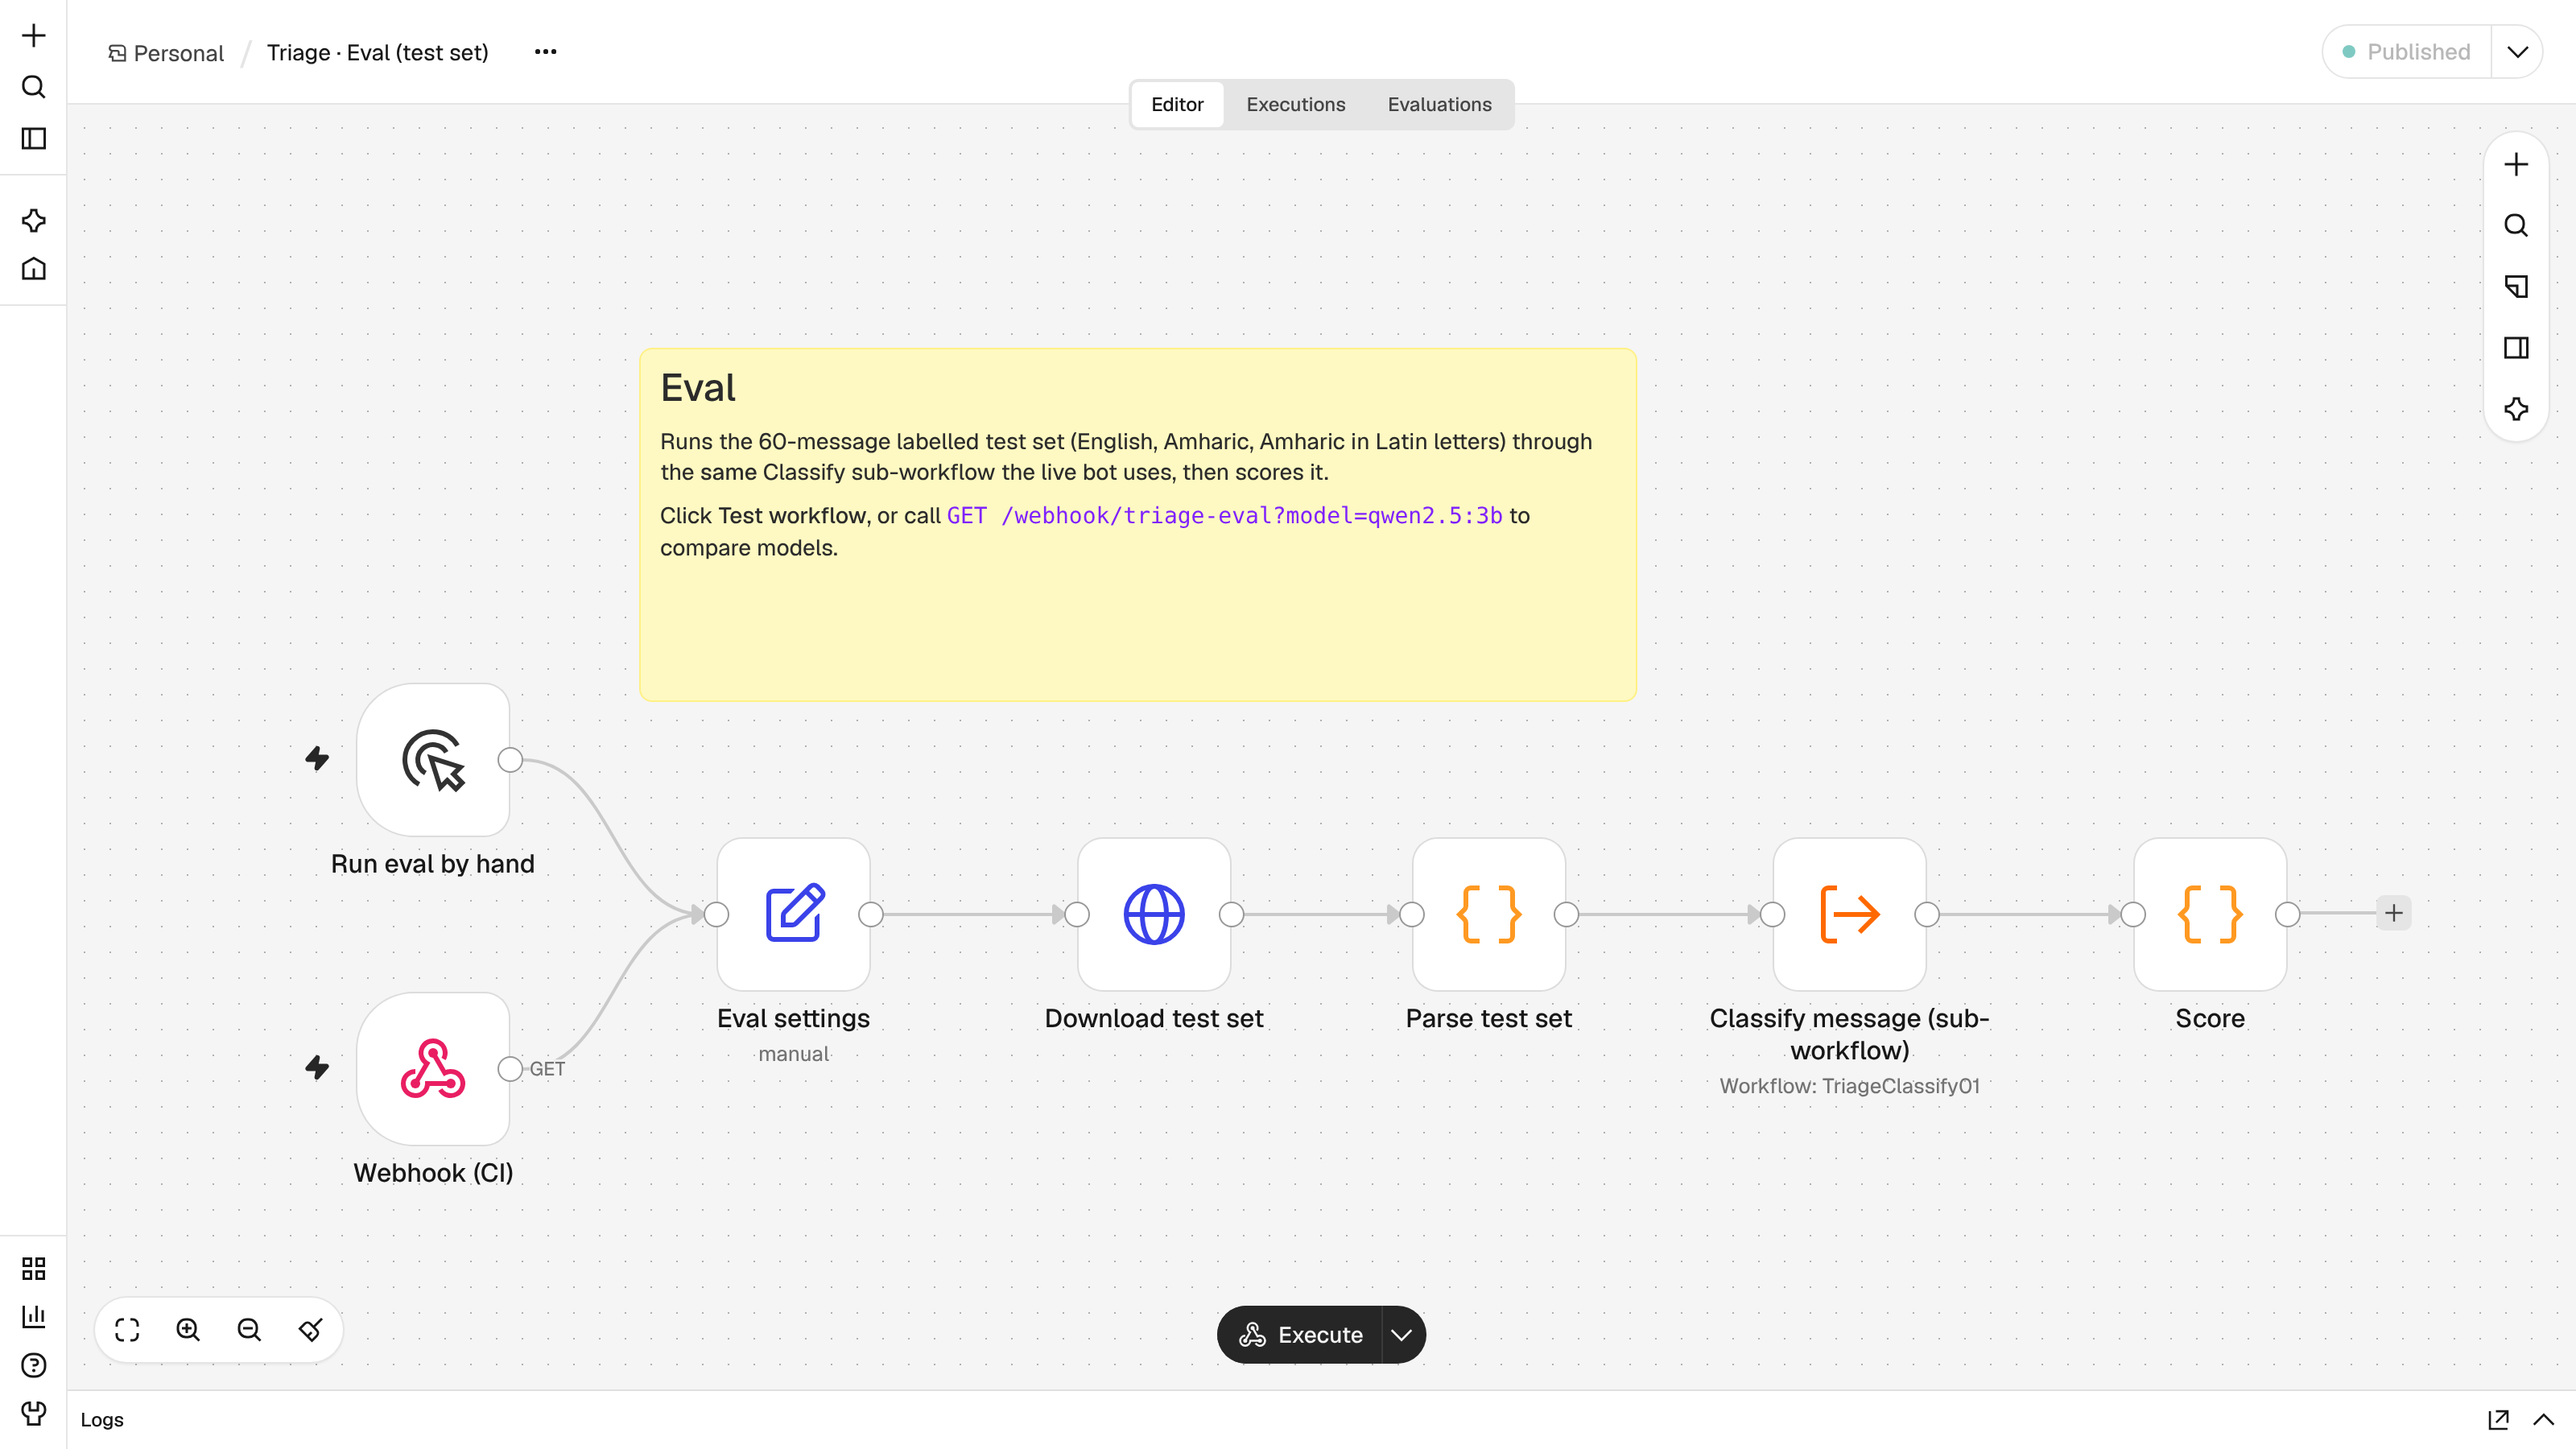 Personal / Triage · Eval (test set)
Published
Editor Executions Evaluations
Eval
Runs the 60-message labelled test set (English, Amharic, Amharic in Latin letters) through
the same Classify sub-workflow the live bot uses, then scores it.
Click Test workflow, or call GET /webhook/triage-eval?model=qwen2.5:3b to
compare models.
Run eval by hand
GET
Webhook (CI)
Eval settings
manual
Download test set
Parse test set
Classify message (sub-
workflow)
Workflow: TriageClassify01
Score
Execute
Logs